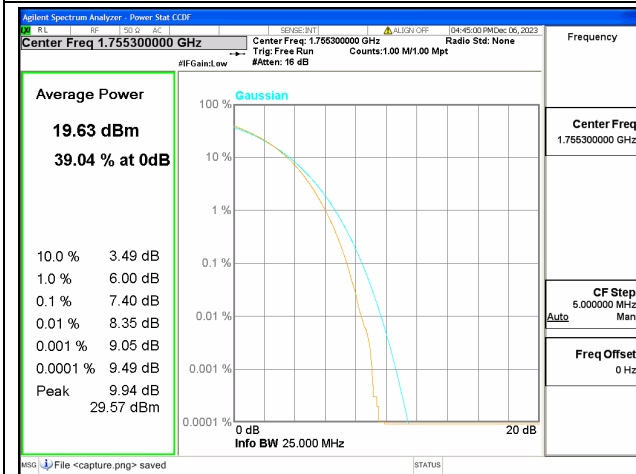 Agilent Spectrum Analyzer - Power Stat CCDF
RL RF 50 Ω AC SENSE:INT ALIGN OFF 04:45:00 PM Dec 06, 2023
Center Freq 1.755300000 GHz
Center Freq: 1.755300000 GHz Radio Std: None
Trig: Free Run Counts:1.00 M/1.00 Mpt
#IFGain:Low #Atten: 16 dB
Frequency
Average Power
19.63 dBm
39.04 % at 0dB
10.0 % 3.49 dB
1.0 % 6.00 dB
0.1 % 7.40 dB
0.01 % 8.35 dB
0.001 % 9.05 dB
0.0001 % 9.49 dB
Peak 9.94 dB
29.57 dBm
Gaussian
100 %
10 %
1 %
0.1 %
0.01 %
0.001 %
0.0001 %
0 dB 20 dB
Info BW 25.000 MHz
Center Freq
1.755300000 GHz
CF Step
5.000000 MHz
Auto Man
Freq Offset
0 Hz
MSG File <capture.png> saved STATUS